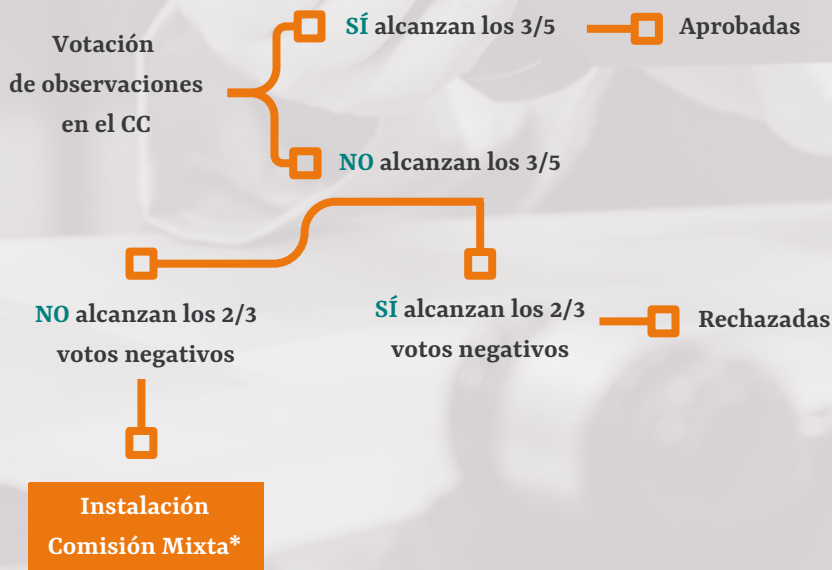 Votación
de observaciones
en el CC
SÍ alcanzan los 3/5
Aprobadas
NO alcanzan los 3/5
NO alcanzan los 2/3
votos negativos
SÍ alcanzan los 2/3
votos negativos
Rechazadas
Instalación
Comisión Mixta*